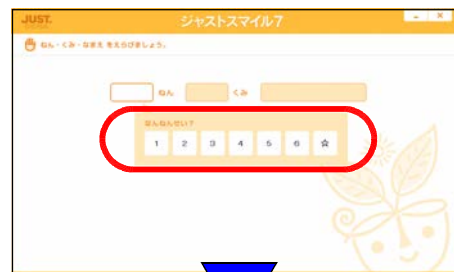 JUST.
ジャストスマイル7
ねん・くみ・なまえ をえらびましょう。
ねん くみ
なんねんせい?
1 2 3 4 5 6 ☆